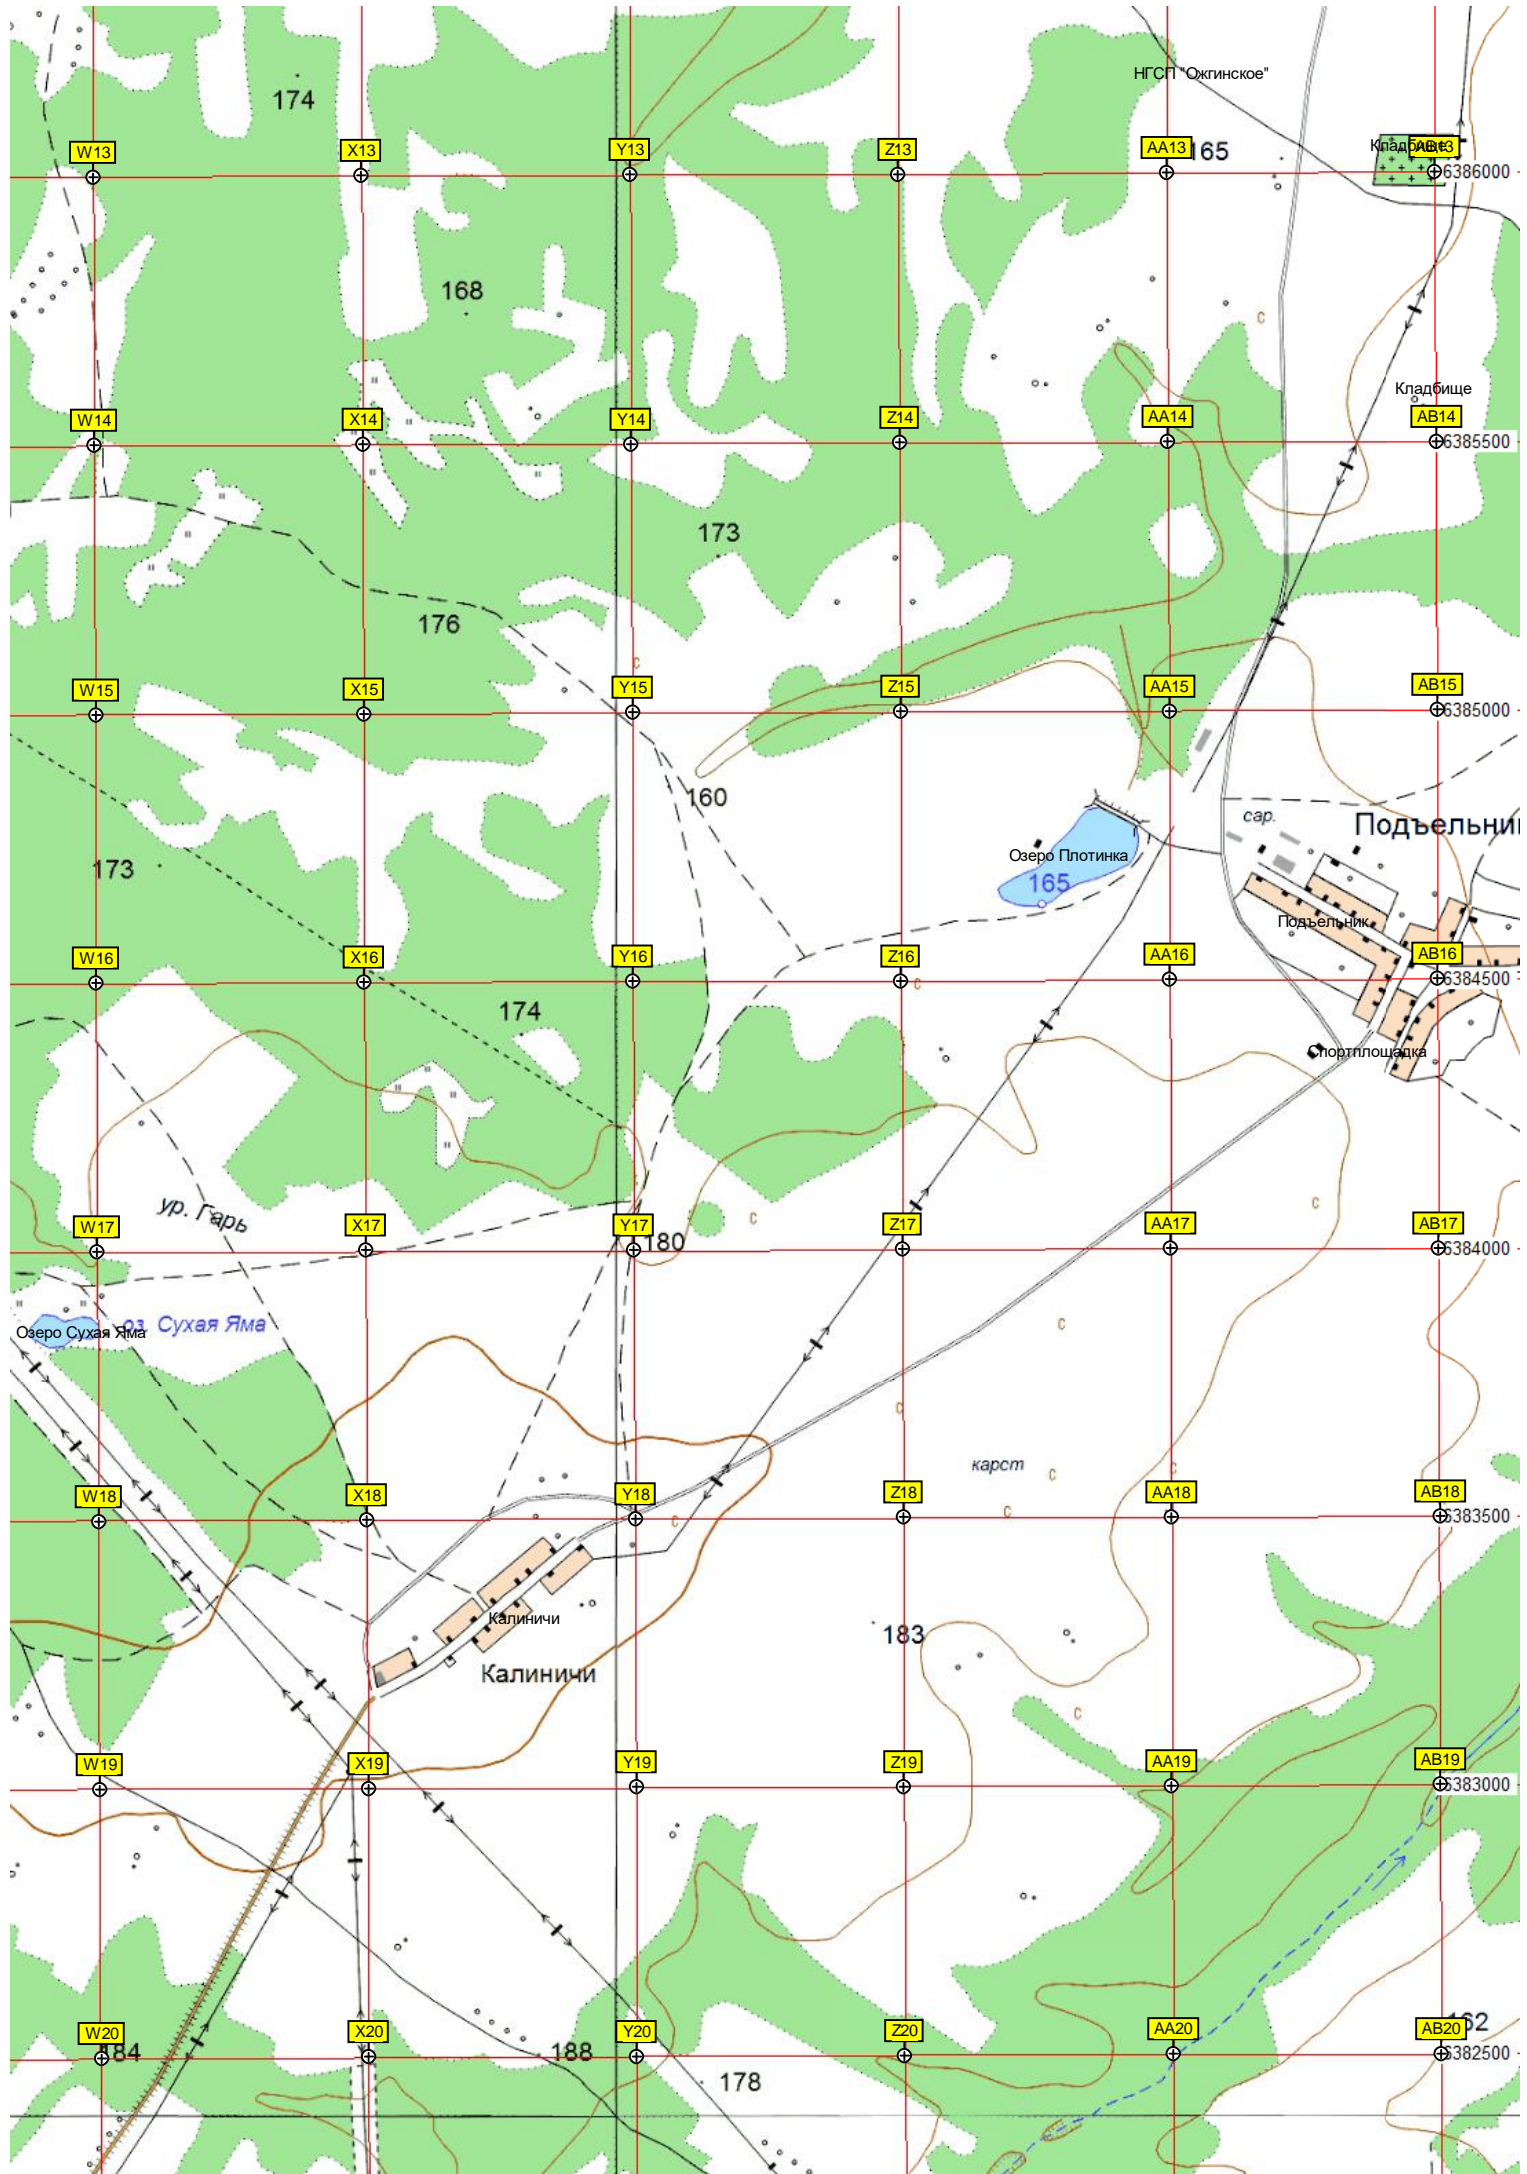 НГСП "Ожгинское"
174
W13
X13
Y13
Z13
AA13
165
Кладбище
AB13
6386000
168
с
Кладбище
W14
X14
Y14
Z14
AA14
AB14
6385500
173
176
с
W15
X15
Y15
Z15
AA15
AB15
6385000
160
сар.
Подъельник
173
Озеро Плотинка
165
Подъельник
W16
X16
Y16
Z16
AA16
AB16
6384500
с
174
Спортплощадка
ур. Гарь
с
с
W17
X17
Y17
Z17
AA17
AB17
180
6384000
Озеро Сухая Яма
оз. Сухая Яма
с
с
карст
с
с
W18
X18
Y18
Z18
AA18
AB18
с
с
6383500
Калиничи
183
Калиничи
с
W19
X19
Y19
Z19
AA19
AB19
6383000
W20
X20
Y20
Z20
AA20
AB20
162
184
188
6382500
178